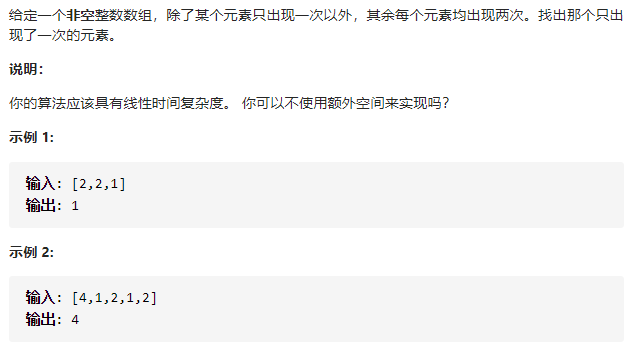 给定一个非空整数数组，除了某个元素只出现一次以外，其余每个元素均出现两次。找出那个只出
现了一次的元素。
说明：
你的算法应该具有线性时间复杂度。 你可以不使用额外空间来实现吗？
示例 1:
输入: [2,2,1]
输出: 1
示例 2:
输入: [4,1,2,1,2]
输出: 4